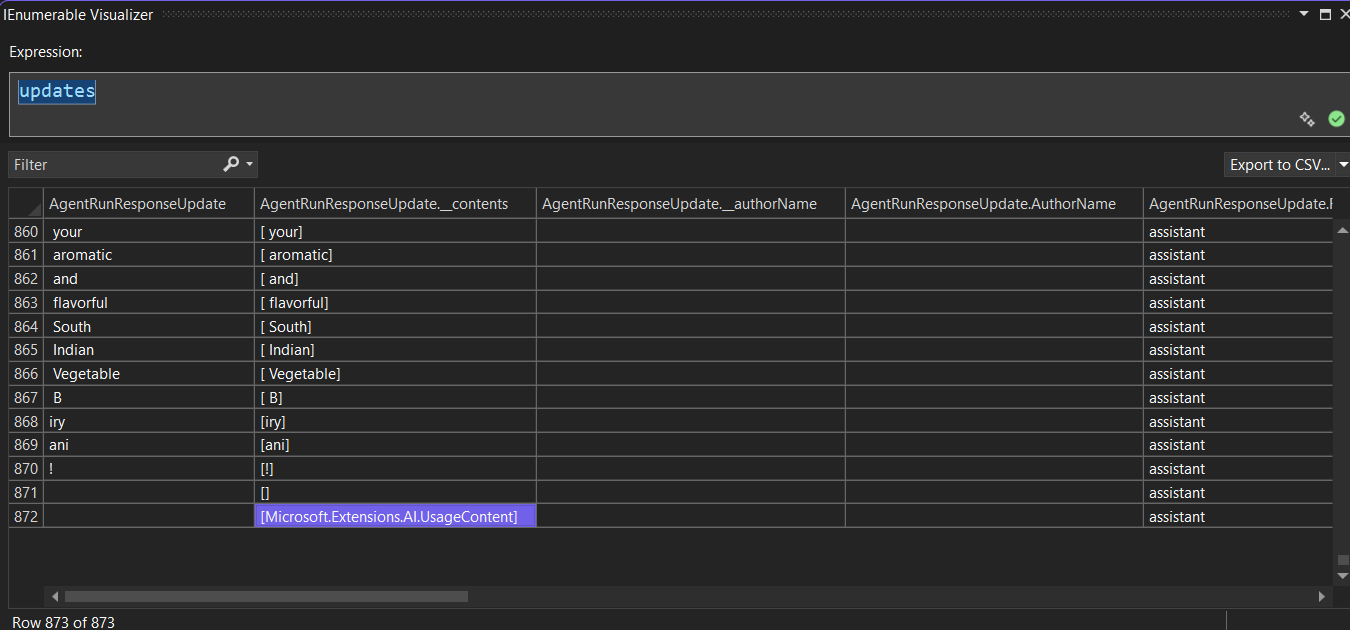 IEnumerable Visualizer
Expression:
updates
Filter
Export to CSV...
AgentRunResponseUpdate AgentRunResponseUpdate.__contents AgentRunResponseUpdate.__authorName AgentRunResponseUpdate.AuthorName AgentRunResponseUpdate.
860 your [ your] assistant
861 aromatic [ aromatic] assistant
862 and [ and] assistant
863 flavorful [ flavorful] assistant
864 South [ South] assistant
865 Indian [ Indian] assistant
866 Vegetable [ Vegetable] assistant
867 B [ B] assistant
868 iry [iry] assistant
869 ani [ani] assistant
870 ! [!] assistant
871 [] assistant
872 [Microsoft.Extensions.AI.UsageContent] assistant
Row 873 of 873